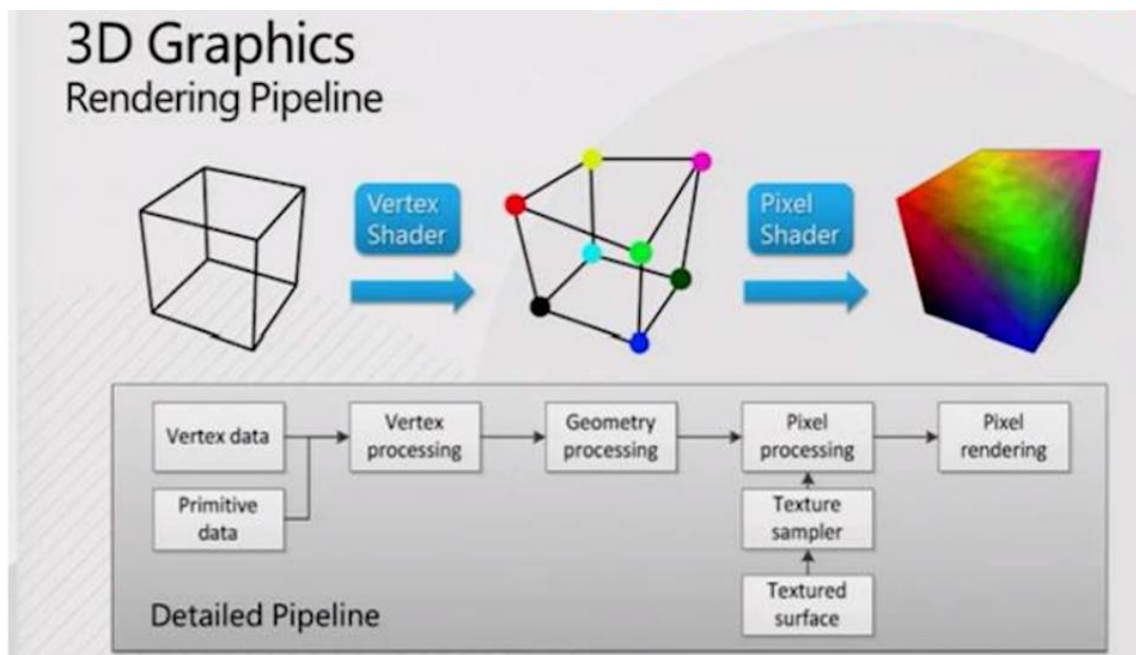 3D Graphics
Rendering Pipeline
Vertex
Shader
Pixel
Shader
Vertex data
Primitive
data
Vertex
processing
Geometry
processing
Pixel
processing
Pixel
rendering
Texture
sampler
Textured
surface
Detailed Pipeline